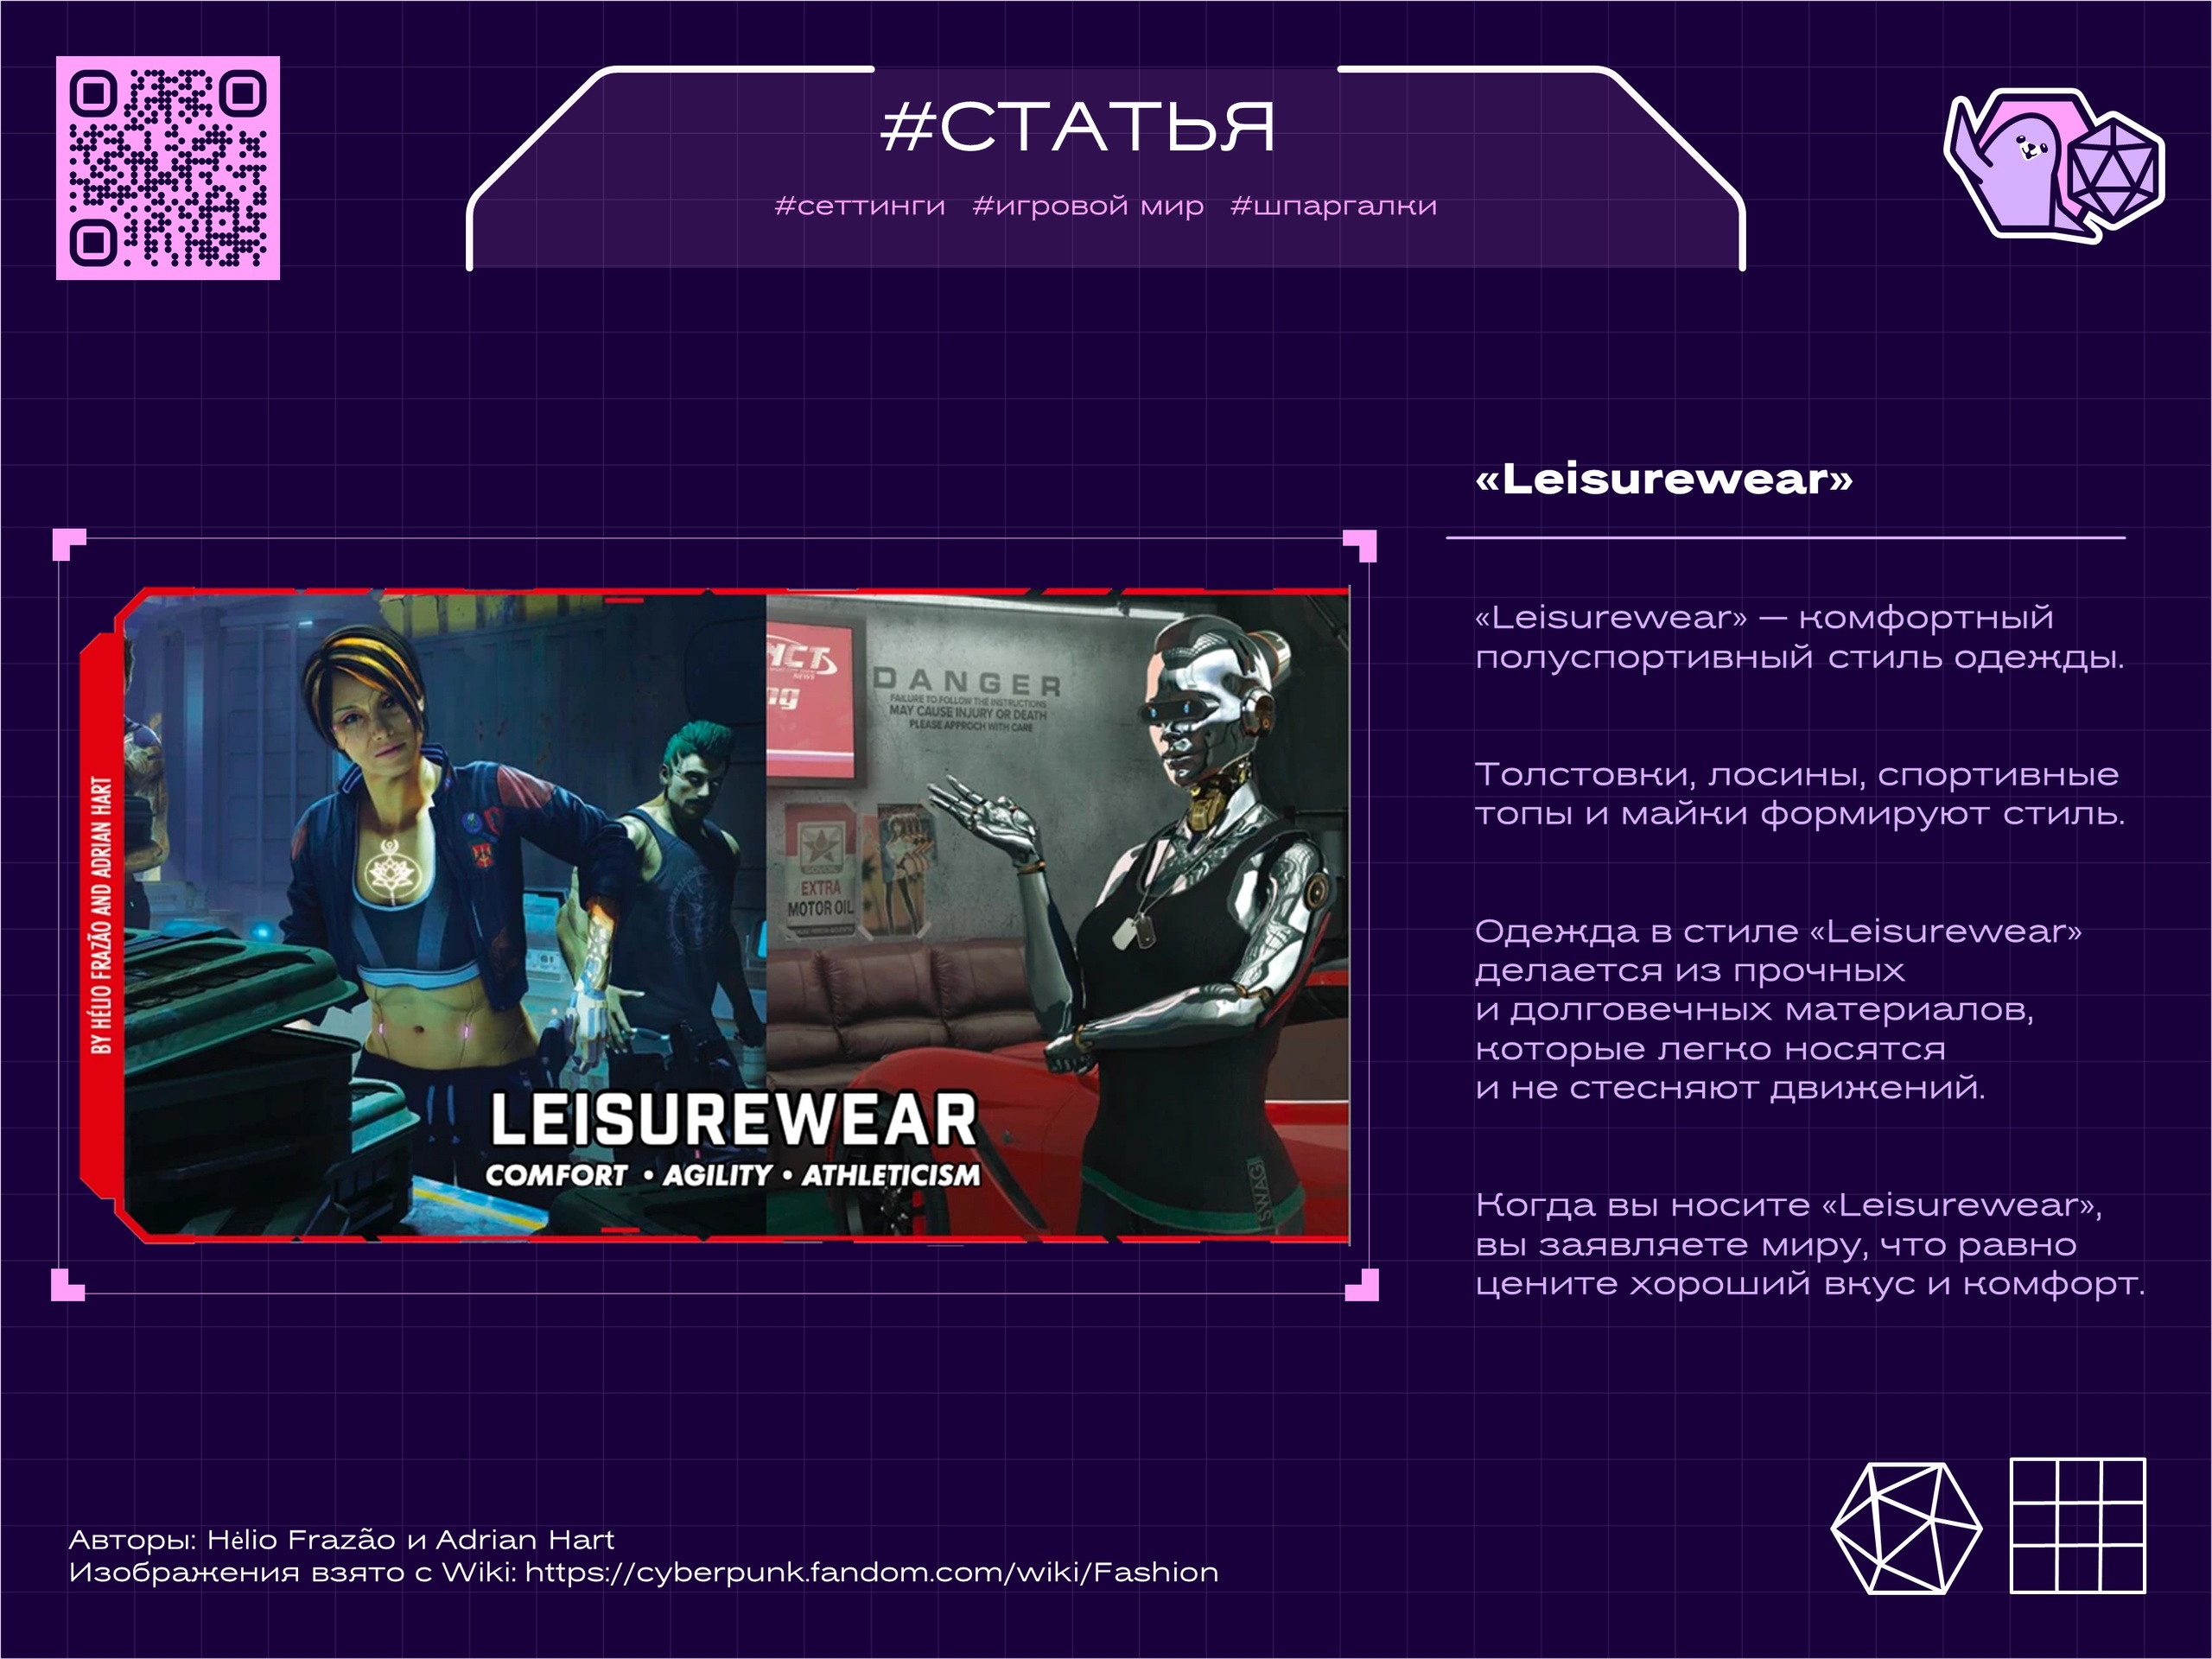 #СТАТЬЯ
#сеттинги #игровой мир #шпаргалки
«Leisurewear»
«Leisurewear» — комфортный
полуспортивный стиль одежды.
Толстовки, лосины, спортивные
топы и майки формируют стиль.
Одежда в стиле «Leisurewear»
делается из прочных
и долговечных материалов,
которые легко носятся
и не стесняют движений.
Когда вы носите «Leisurewear»,
вы заявляете миру, что равно
цените хороший вкус и комфорт.
BY HÉLIO FRAZÃO AND ADRIAN HART
NEWS
DANGER
FAILURE TO FOLLOW THE INSTRUCTIONS
MAY CAUSE INJURY OR DEATH
PLEASE APPROCH WITH CARE
EXTRA
MOTOR OIL
SWAG
LEISUREWEAR
COMFORT • AGILITY • ATHLETICISM
Авторы: Hėlio Frazão и Adrian Hart
Изображения взято с Wiki: https://cyberpunk.fandom.com/wiki/Fashion